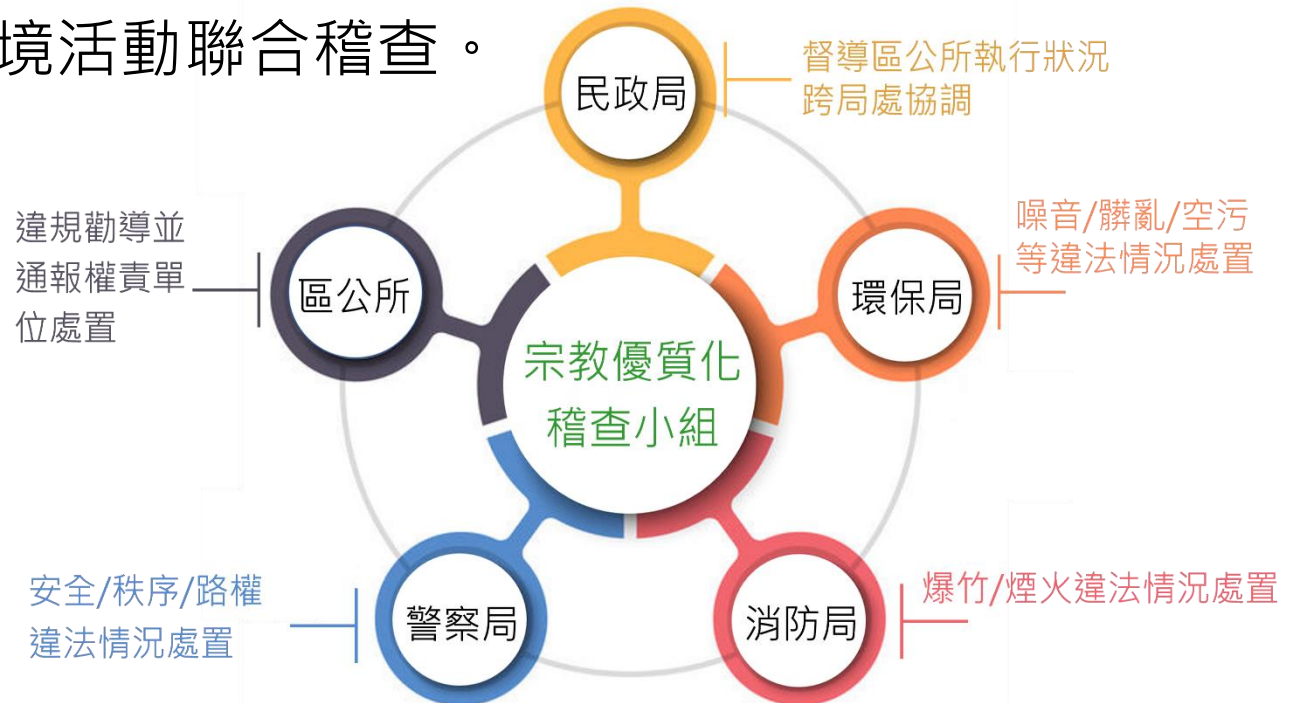 境活動聯合稽查。
民政局
督導區公所執行狀況
跨局處協調
違規勸導並
通報權責單
位處置
區公所
噪音/髒亂/空污
等違法情況處置
環保局
宗教優質化
稽查小組
安全/秩序/路權
違法情況處置
警察局
消防局
爆竹/煙火違法情況處置